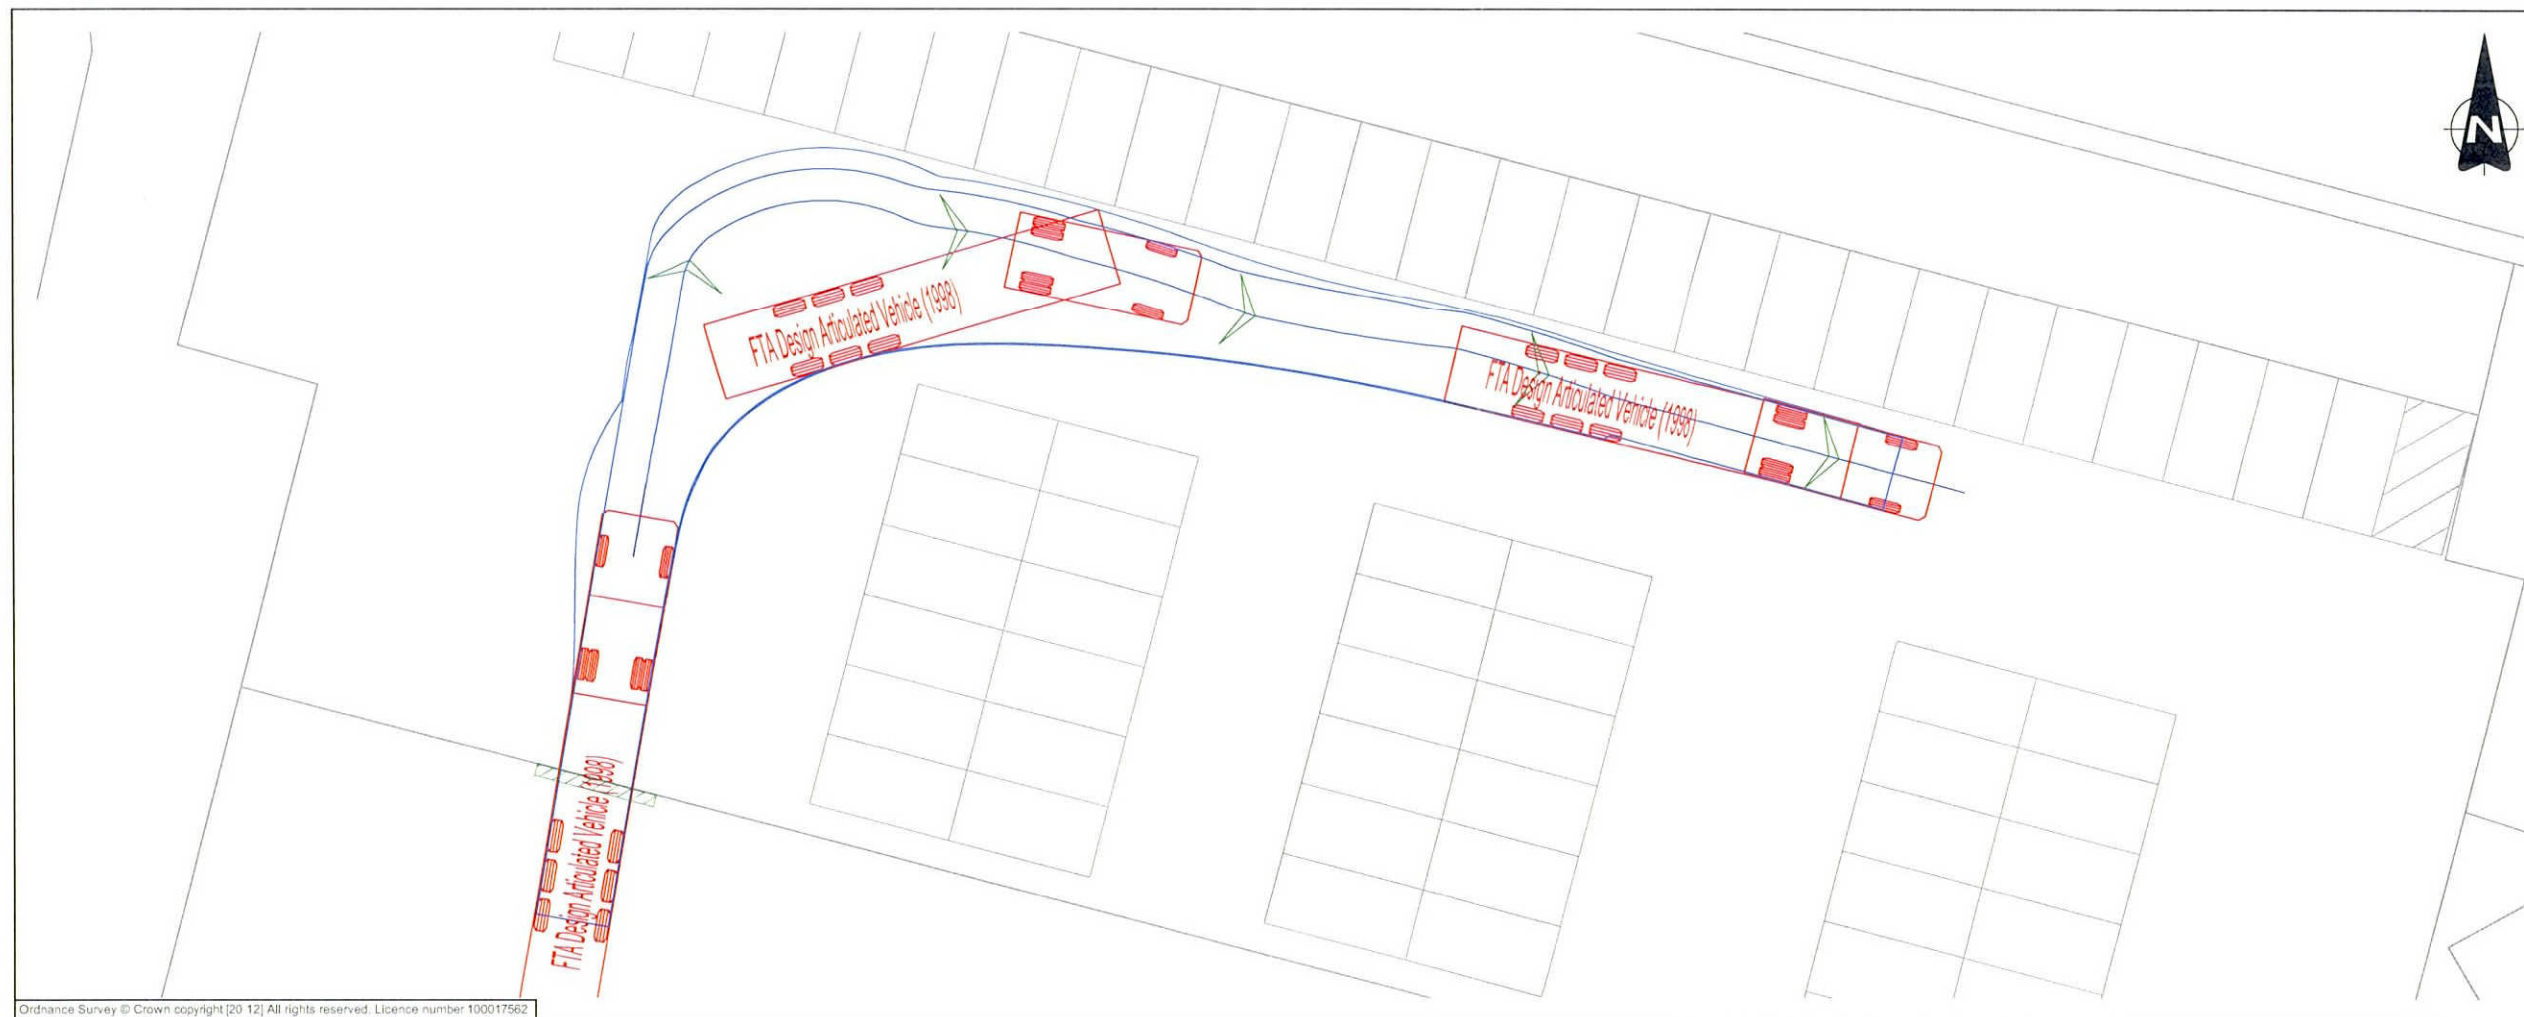 N
FTA Design Articulated Vehicle (1998)
FTA Design Articulated Vehicle (1998)
FTA Design Articulated Vehicle (1998)
Ordnance Survey © Crown copyright [20 12] All rights reserved. Licence number 100017562